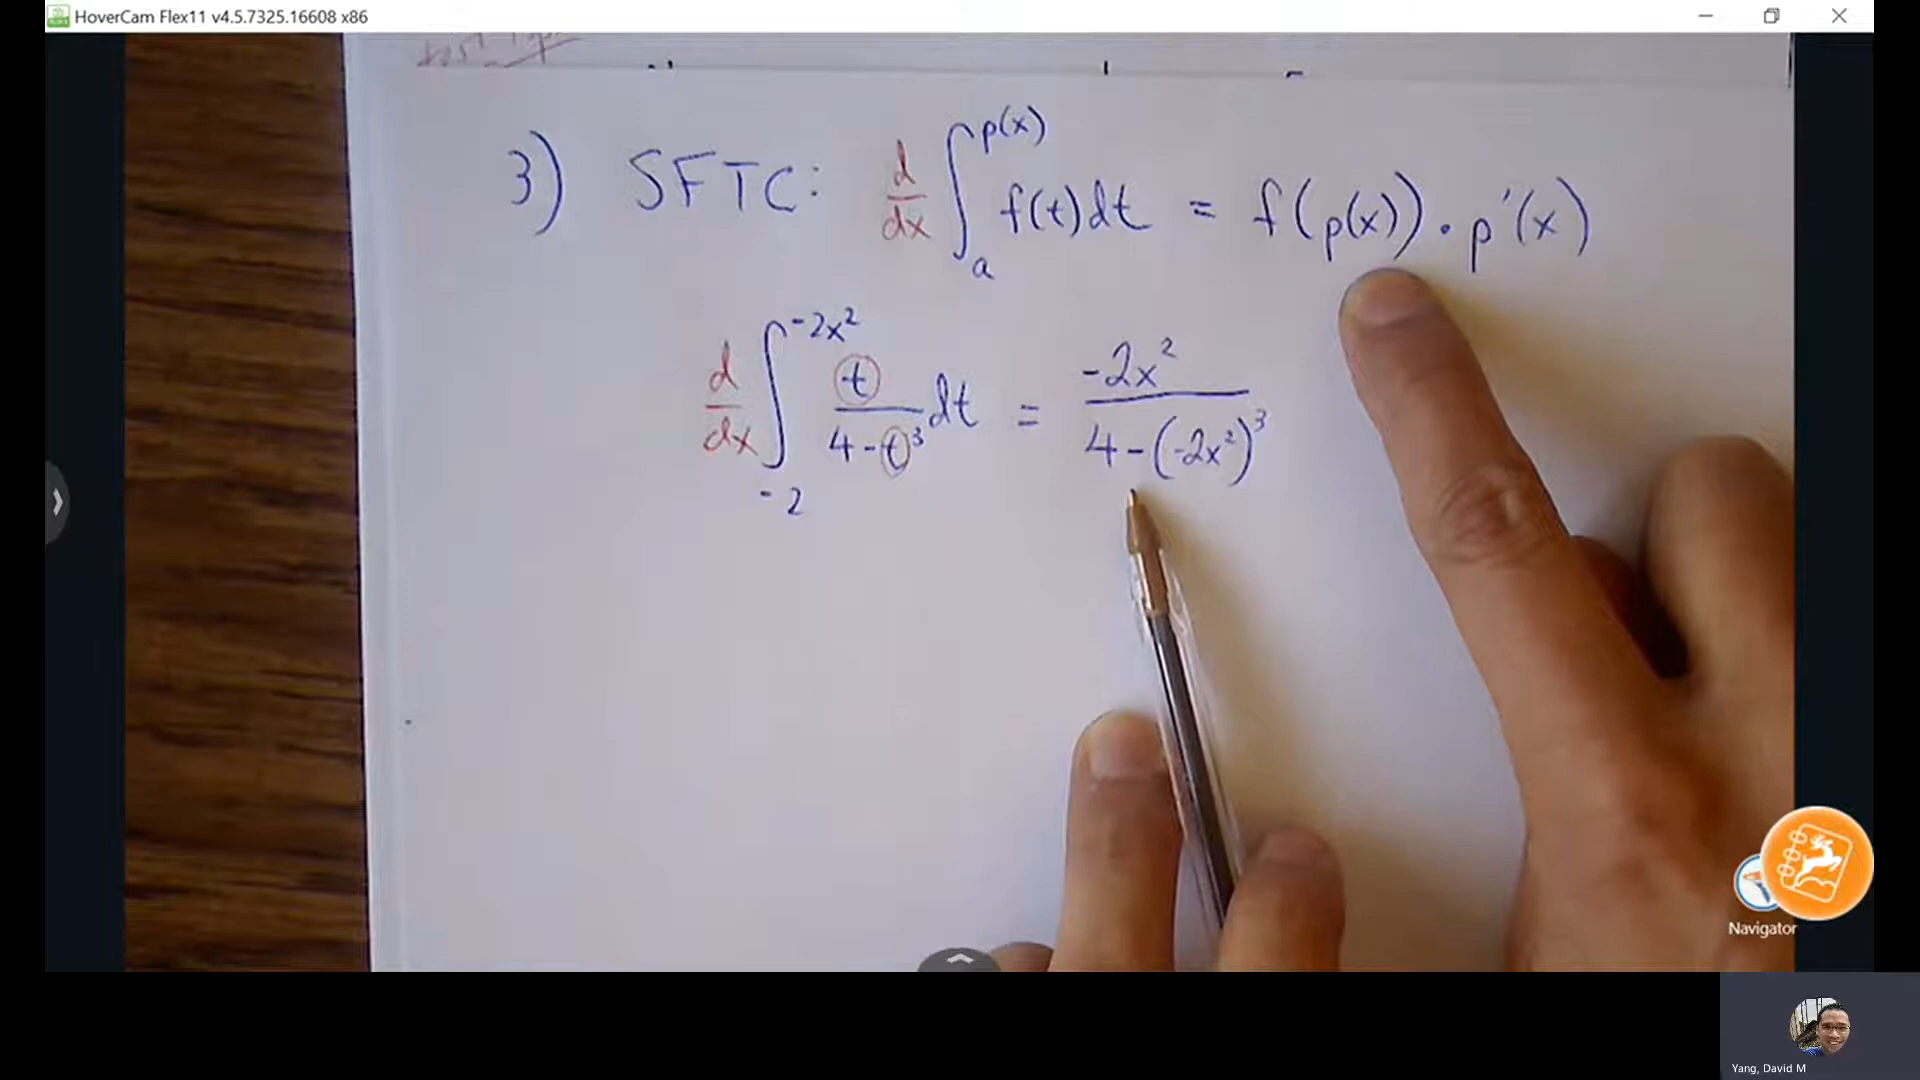 HoverCam Flex11 v4.5.7325.16608 x86
3) SFTC: d/dx ∫_a^{p(x)} f(t)dt = f(p(x)) · p'(x)
d/dx ∫_{-2}^{-2x²} t/(4-t³) dt = -2x²/(4-(-2x²)³)
Navigator
Yang, David M